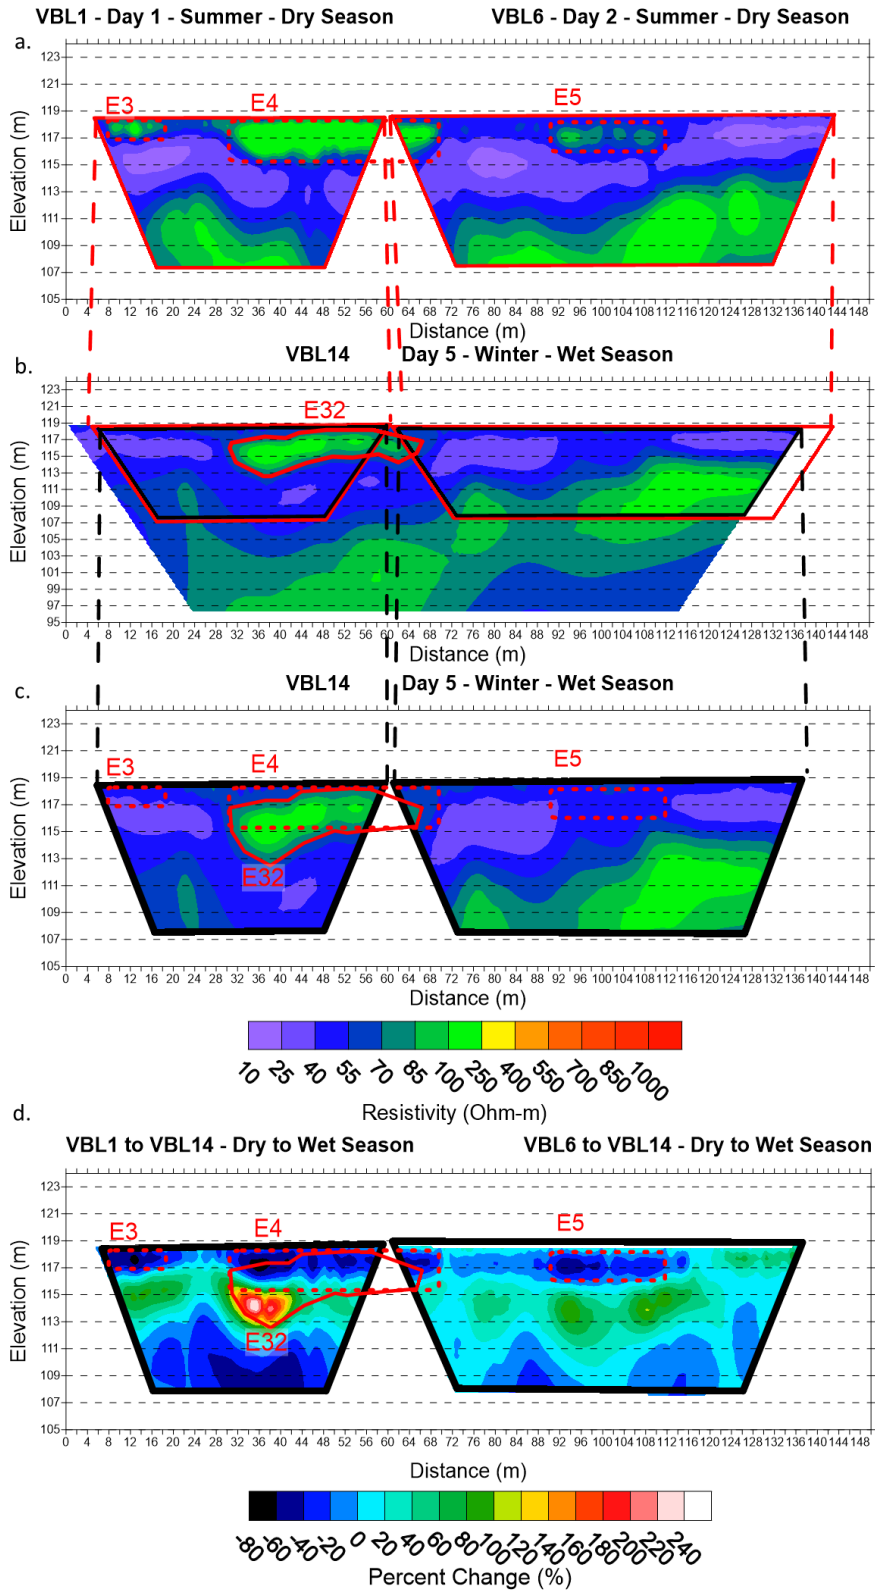 VBL1 - Day 1 - Summer - Dry Season
VBL6 - Day 2 - Summer - Dry Season
a.
E3
E4
E5
Elevation (m)
123
121
119
117
115
113
111
109
107
105
0 4 8 12 16 20 24 28 32 36 40 44 48 52 56 60 64 68 72 76 80 84 88 92 96 100 104 108 112 116 120 124 128 132 136 140 144 148
Distance (m)
VBL14
Day 5 - Winter - Wet Season
b.
E32
Elevation (m)
123
121
119
117
115
113
111
109
107
105
103
101
99
97
95
0 4 8 12 16 20 24 28 32 36 40 44 48 52 56 60 64 68 72 76 80 84 88 92 96 100 104 108 112 116 120 124 128 132 136 140 144 148
Distance (m)
VBL14
Day 5 - Winter - Wet Season
c.
E3
E4
E5
E32
Elevation (m)
123
121
119
117
115
113
111
109
107
105
0 4 8 12 16 20 24 28 32 36 40 44 48 52 56 60 64 68 72 76 80 84 88 92 96 100 104 108 112 116 120 124 128 132 136 140 144 148
Distance (m)
10 25 40 55 70 85 100 250 400 550 700 850 1000
Resistivity (Ohm-m)
d.
VBL1 to VBL14 - Dry to Wet Season
VBL6 to VBL14 - Dry to Wet Season
E3
E4
E5
E32
Elevation (m)
123
121
119
117
115
113
111
109
107
105
0 4 8 12 16 20 24 28 32 36 40 44 48 52 56 60 64 68 72 76 80 84 88 92 96 100 104 108 112 116 120 124 128 132 136 140 144 148
Distance (m)
-80 -60 -40 -20 0 20 40 60 80 100 120 140 160 180 200 220 240
Percent Change (%)